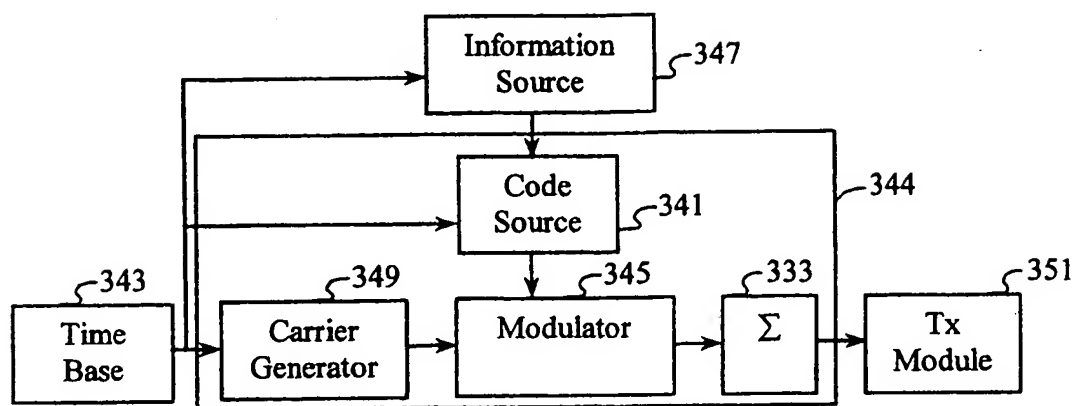 Information
Source
347
Code
Source
341
344
343
349
345
333
351
Time
Base
Carrier
Generator
Modulator
Σ
Tx
Module